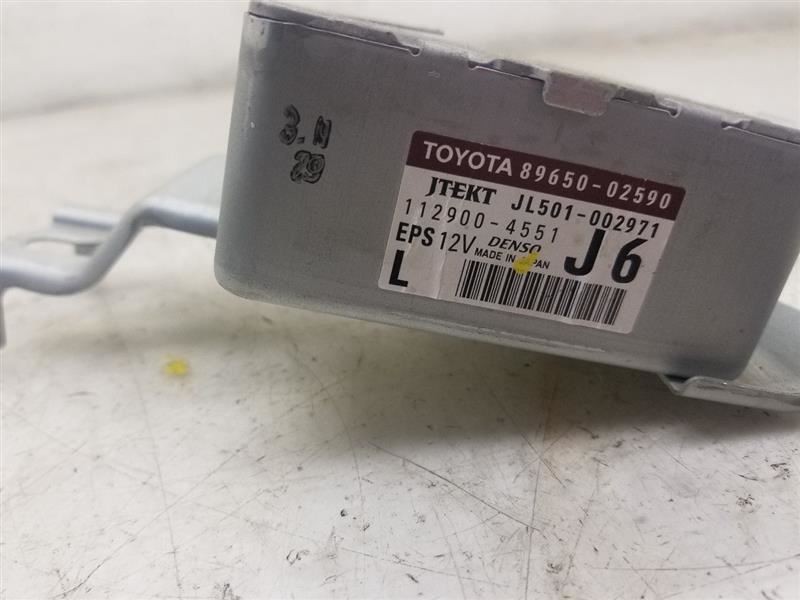 3. N
29
TOYOTA 89650-02590
JTEKT JL501-002971
112900-4551
EPS 12V DENSO J6
MADE IN JAPAN
L